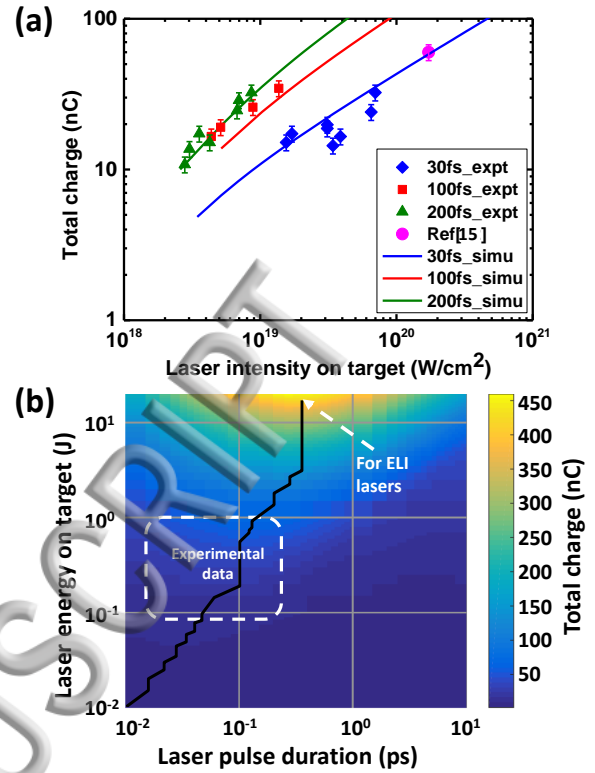 (a)
Total charge (nC)
100
10
1
30fs_expt
100fs_expt
200fs_expt
Ref[15]
30fs_simu
100fs_simu
200fs_simu
10^18
10^19
10^20
10^21
Laser intensity on target (W/cm^2)
(b)
Laser energy on target (J)
10^1
10^0
10^-1
10^-2
For ELI
lasers
Experimental
data
10^-2
10^-1
10^0
10^1
Laser pulse duration (ps)
450
400
350
300
250
200
150
100
50
Total charge (nC)
USCRIPT